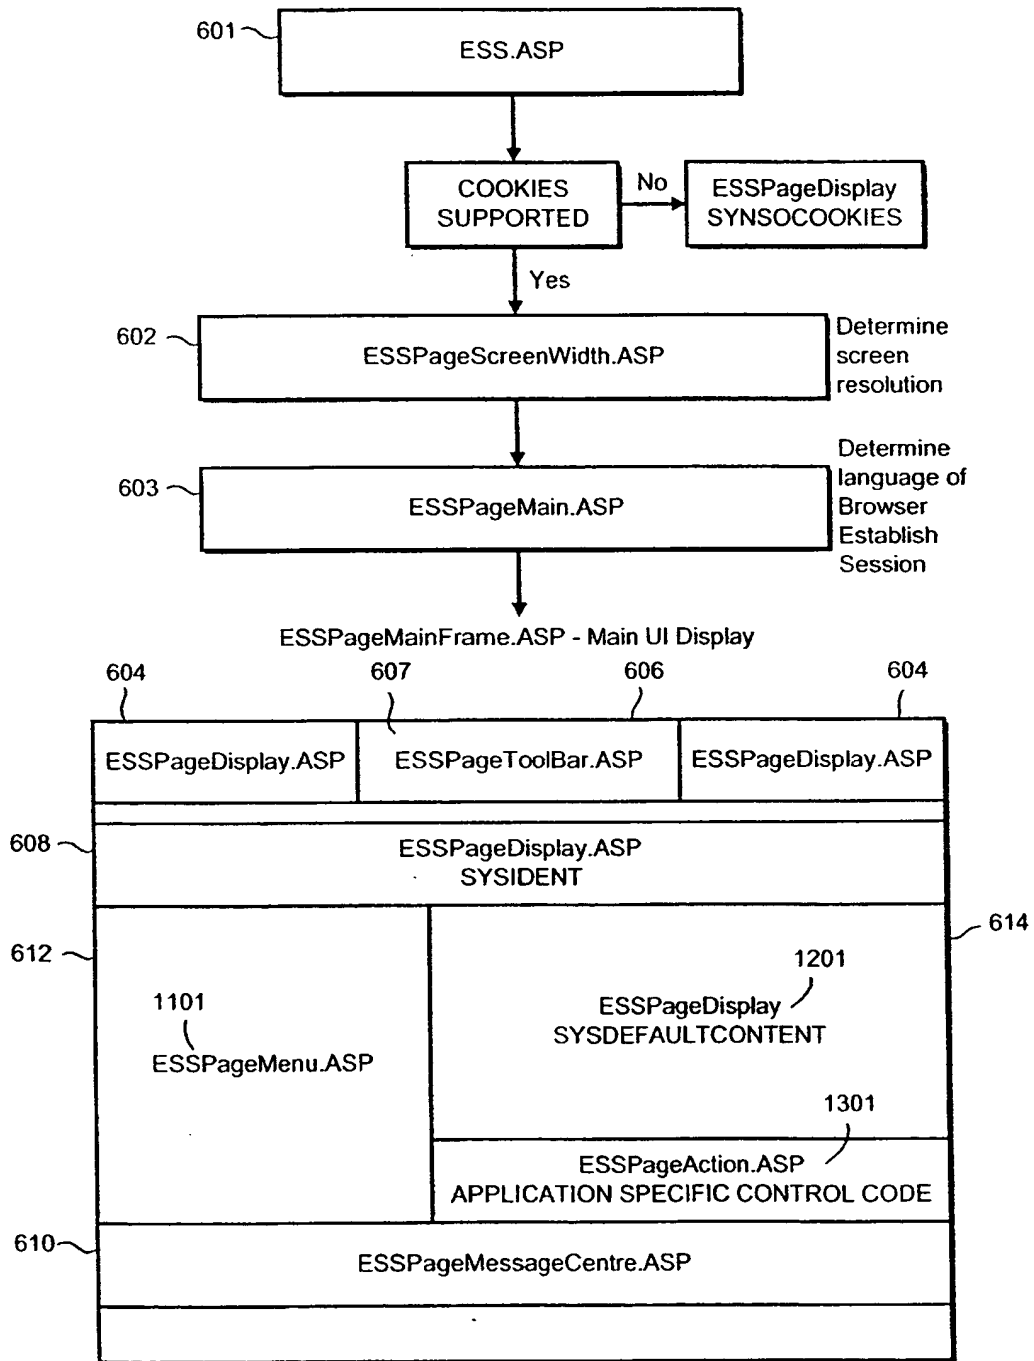 601
ESS.ASP
COOKIES
SUPPORTED
No
ESSPageDisplay
SYNSOCOOKIES
Yes
602
ESSPageScreenWidth.ASP
Determine
screen
resolution
603
ESSPageMain.ASP
Determine
language of
Browser
Establish
Session
ESSPageMainFrame.ASP - Main UI Display
604
607
606
604
ESSPageDisplay.ASP
ESSPageToolBar.ASP
ESSPageDisplay.ASP
608
ESSPageDisplay.ASP
SYSIDENT
612
614
1101
ESSPageMenu.ASP
1201
ESSPageDisplay
SYSDEFAULTCONTENT
1301
ESSPageAction.ASP
APPLICATION SPECIFIC CONTROL CODE
610
ESSPageMessageCentre.ASP